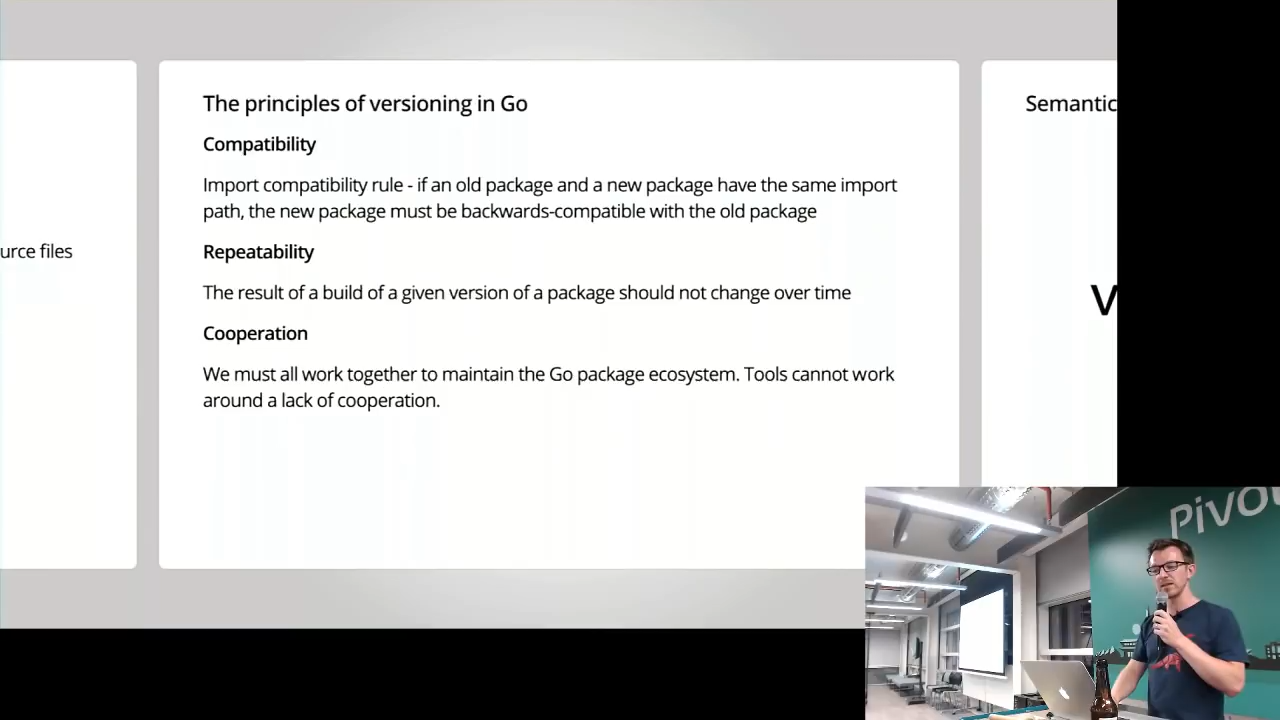 urce files
The principles of versioning in Go
Compatibility
Import compatibility rule - if an old package and a new package have the same import
path, the new package must be backwards-compatible with the old package
Repeatability
The result of a build of a given version of a package should not change over time
Cooperation
We must all work together to maintain the Go package ecosystem. Tools cannot work
around a lack of cooperation.
Semantic
V
Pivo